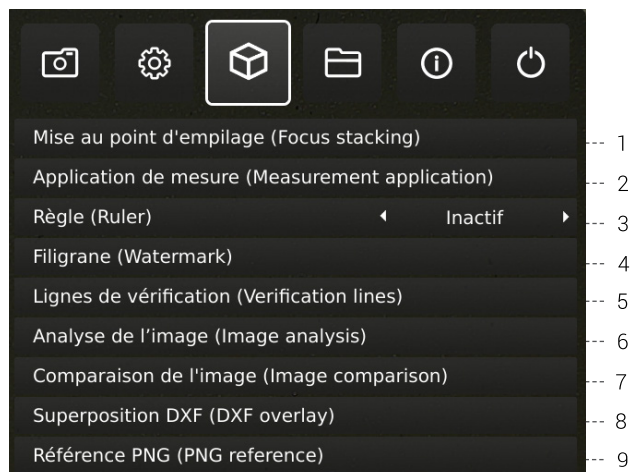 Mise au point d'empilage (Focus stacking) 1
Application de mesure (Measurement application) 2
Règle (Ruler) Inactif 3
Filigrane (Watermark) 4
Lignes de vérification (Verification lines) 5
Analyse de l’image (Image analysis) 6
Comparaison de l'image (Image comparison) 7
Superposition DXF (DXF overlay) 8
Référence PNG (PNG reference) 9